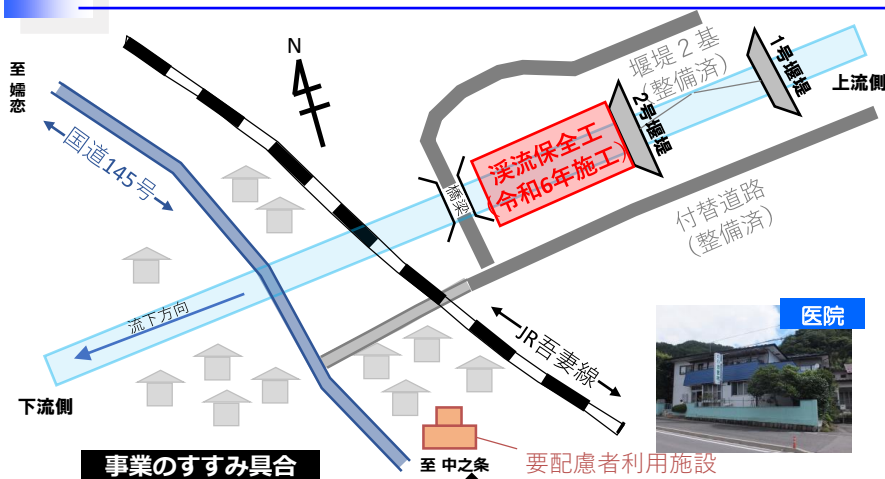 至 嬬恋
N
堰堤２基
（整備済）
1号堰堤
上流側
2号堰堤
国道145号
渓流保全工
（令和6年施工）
橋梁
付替道路
（整備済）
流下方向
医院
JR吾妻線
下流側
事業のすすみ具合
至 中之条
要配慮者利用施設